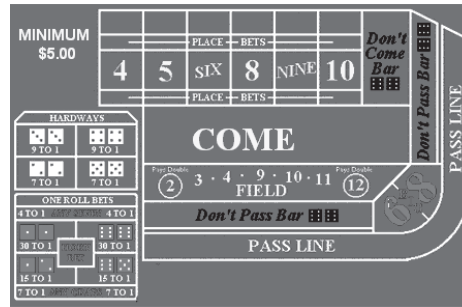 MINIMUM
$5.00
PLACE BETS
4 5 SIX 8 NINE 10
PLACE BETS
Don't
Come
Bar
Don't Pass Bar
PASS LINE
HARDWAYS
9 TO 1 9 TO 1
7 TO 1 7 TO 1
COME
Pays Double Pays Double
2 3 · 4 · 9 · 10 · 11 12
FIELD
ONE ROLL BETS
4 TO 1 4 TO 1
30 TO 1 30 TO 1
15 TO 1 15 TO 1
7 TO 1 ANY CRAPS 7 TO 1
Don't Pass Bar
PASS LINE